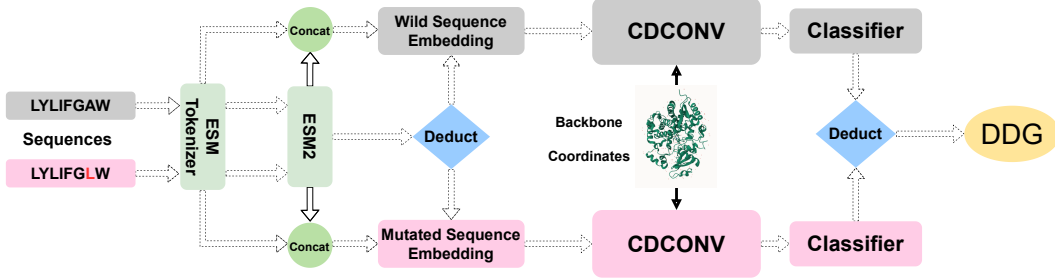 LYLIFGAW
Sequences
LYLIFGLW
ESM
Tokenizer
Concat
ESM2
Concat
Wild Sequence
Embedding
Deduct
Mutated Sequence
Embedding
CDCONV
Backbone
Coordinates
CDCONV
Classifier
Deduct
Classifier
DDG